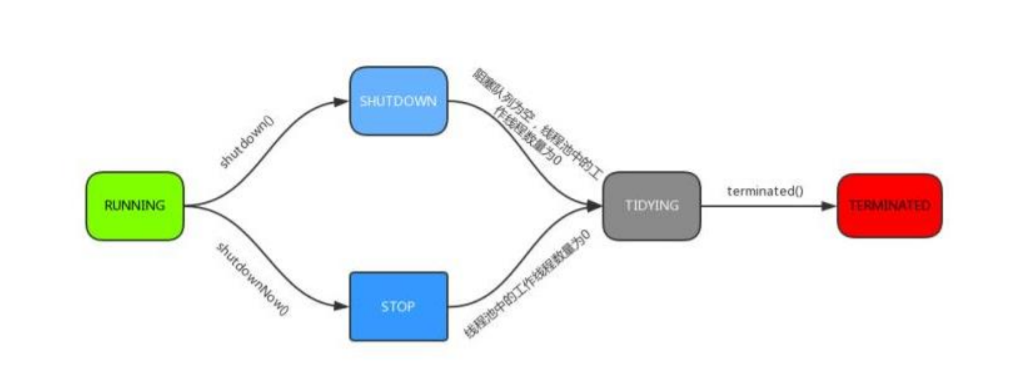 SHUTDOWN
shutdown()
阻塞队列为空，线程池中的工
作线程数量为0
RUNNING
TIDYING
terminated()
TERMINATED
shutdownNow()
STOP
线程池中的工作线程数量为0